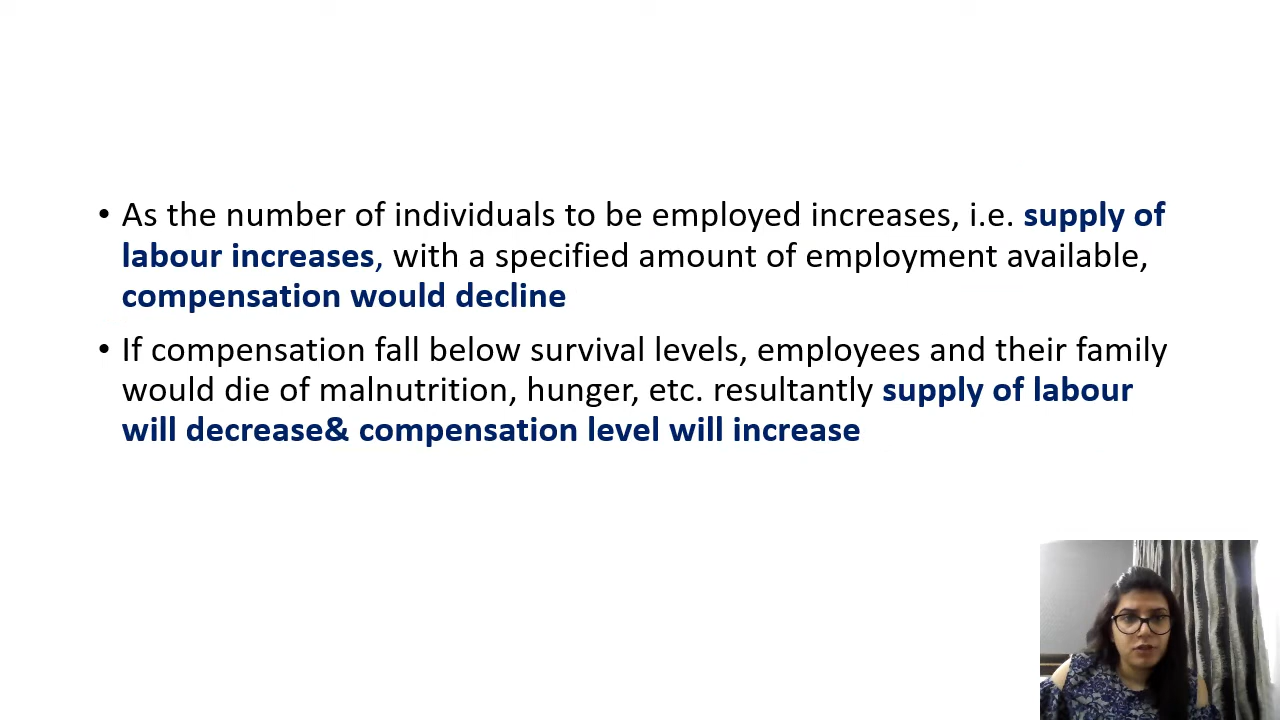 • As the number of individuals to be employed increases, i.e. supply of
labour increases, with a specified amount of employment available,
compensation would decline
• If compensation fall below survival levels, employees and their family
would die of malnutrition, hunger, etc. resultantly supply of labour
will decrease& compensation level will increase